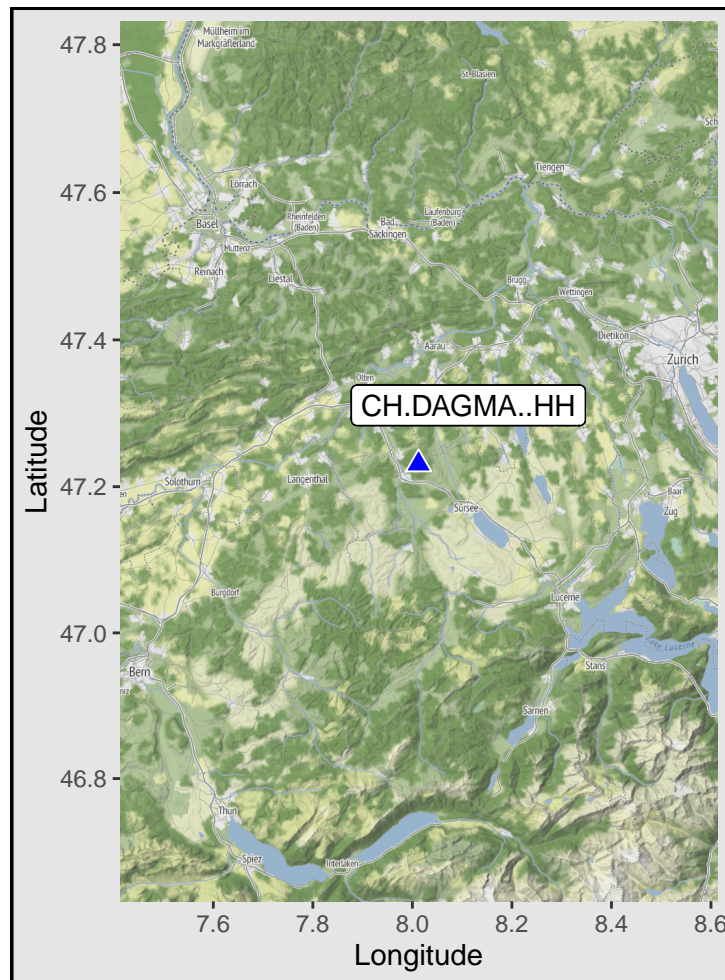 47.8
47.6
47.4
47.2
47.0
46.8
Latitude
Müllheim im
Markgräflerland
St. Blasien
Lörrach
Tiengen
Basel
Rheinfelden
(Baden)
Bad
Säckingen
Laufenburg
(Baden)
Muttenz
Reinach
Liestal
Brugg
Wettingen
Aarau
Dietikon
Zurich
Olten
CH.DAGMA..HH
Solothurn
Langenthal
Sursee
Baar
Zug
Burgdorf
Lucerne
Lake Lucerne
Bern
Stans
Sarnen
Thun
Spiez
Interlaken
7.6
7.8
8.0
8.2
8.4
8.6
Longitude